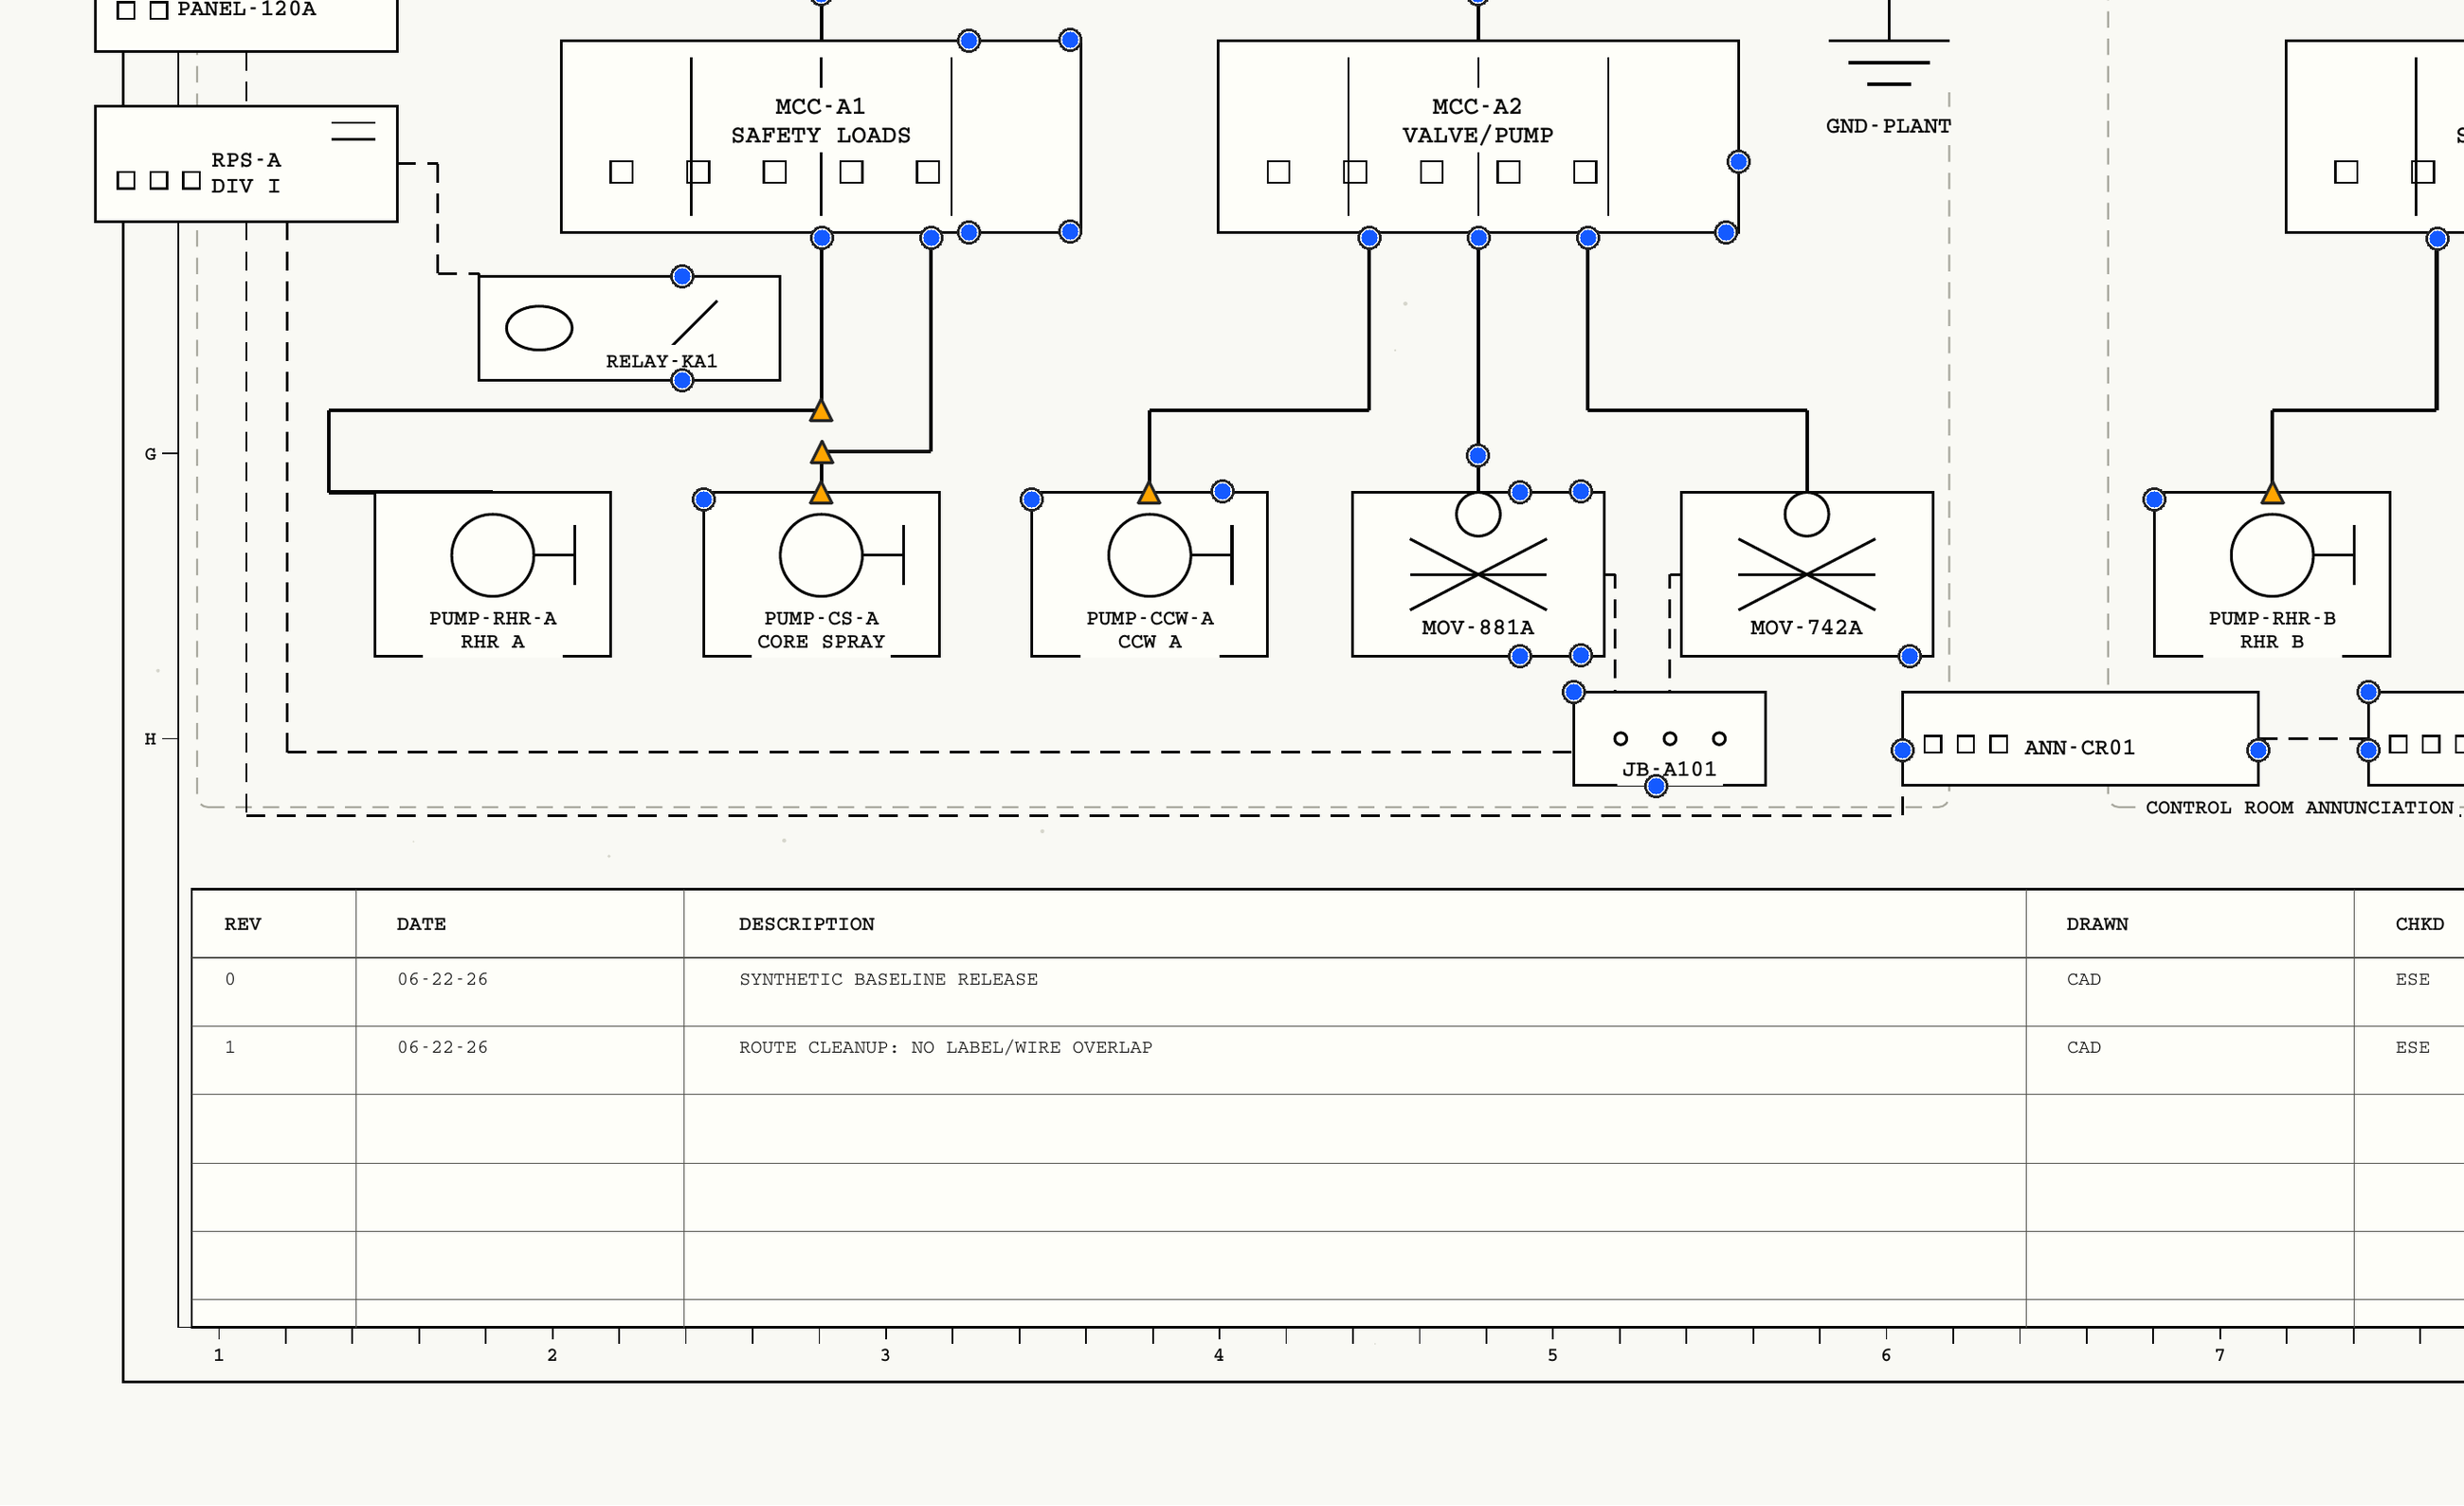 PANEL-120A
MCC-A1
SAFETY LOADS
MCC-A2
VALVE/PUMP
GND-PLANT
RPS-A
DIV I
RELAY-KA1
G
PUMP-RHR-A
RHR A
PUMP-CS-A
CORE SPRAY
PUMP-CCW-A
CCW A
MOV-881A
MOV-742A
PUMP-RHR-B
RHR B
H
JB-A101
ANN-CR01
CONTROL ROOM ANNUNCIATION
REV DATE DESCRIPTION DRAWN CHKD
0 06-22-26 SYNTHETIC BASELINE RELEASE CAD ESE
1 06-22-26 ROUTE CLEANUP: NO LABEL/WIRE OVERLAP CAD ESE
1 2 3 4 5 6 7